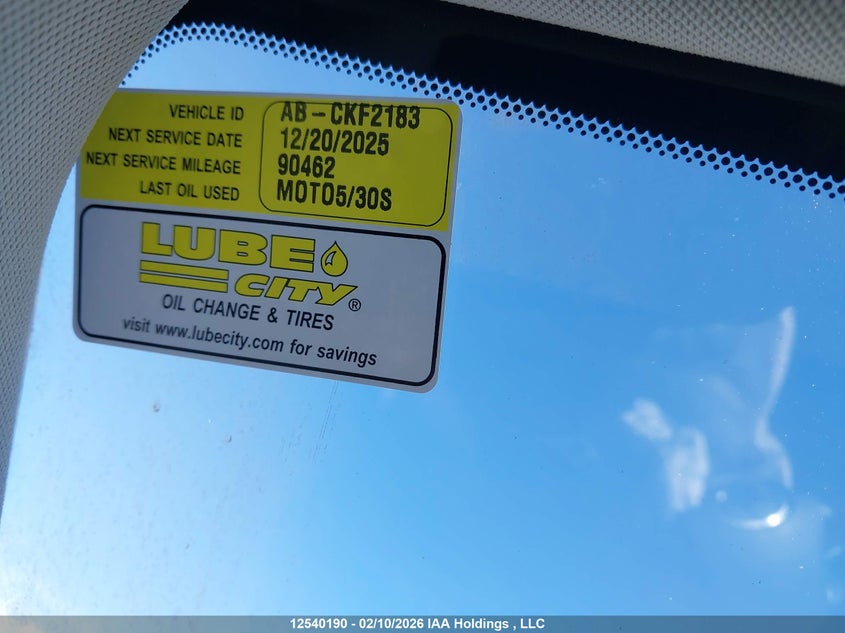 VEHICLE ID AB-CKF2183
NEXT SERVICE DATE 12/20/2025
NEXT SERVICE MILEAGE 90462
LAST OIL USED MOTO5/30S
LUBE
CITY®
OIL CHANGE & TIRES
visit www.lubecity.com for savings
12540190 - 02/10/2026 IAA Holdings , LLC